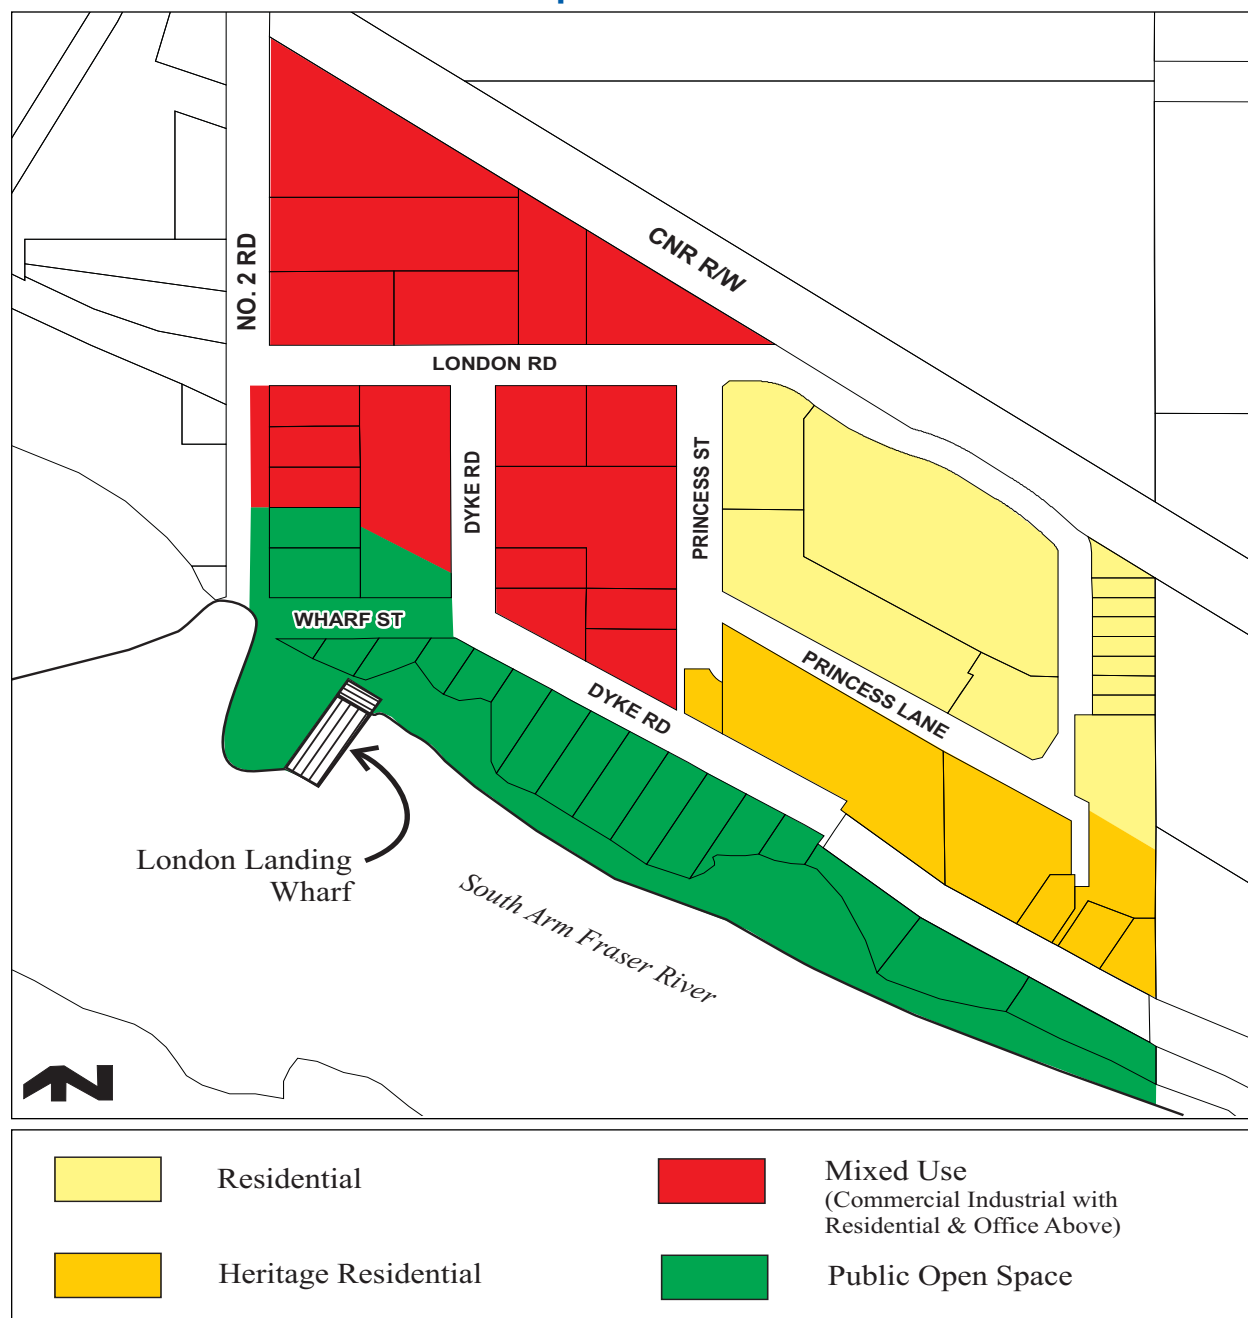 CNR R/W
NO. 2 RD
LONDON RD
DYKE RD
PRINCESS ST
WHARF ST
PRINCESS LANE
DYKE RD
London Landing
Wharf
South Arm Fraser River
N
Residential
Mixed Use
(Commercial Industrial with
Residential & Office Above)
Heritage Residential
Public Open Space